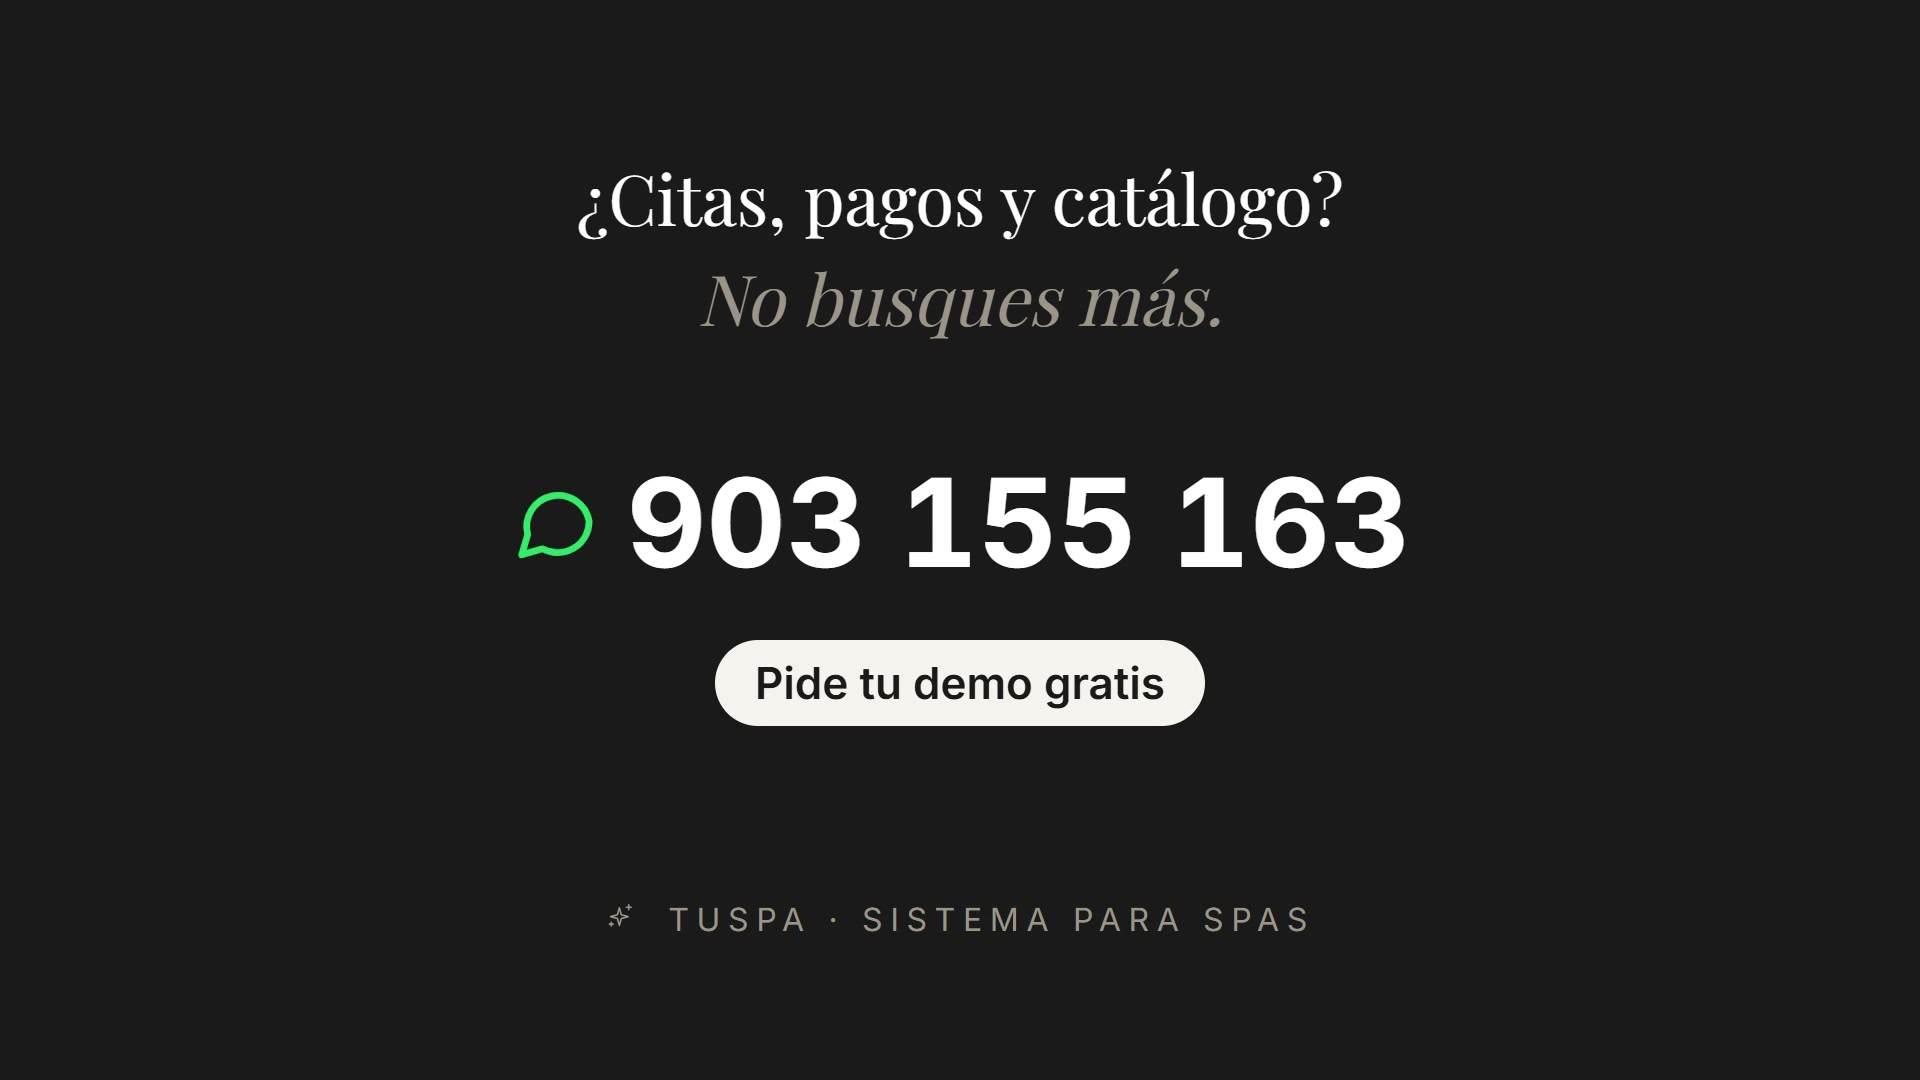 ¿Citas, pagos y catálogo?
No busques más.
903 155 163
Pide tu demo gratis
TUSPA · SISTEMA PARA SPAS